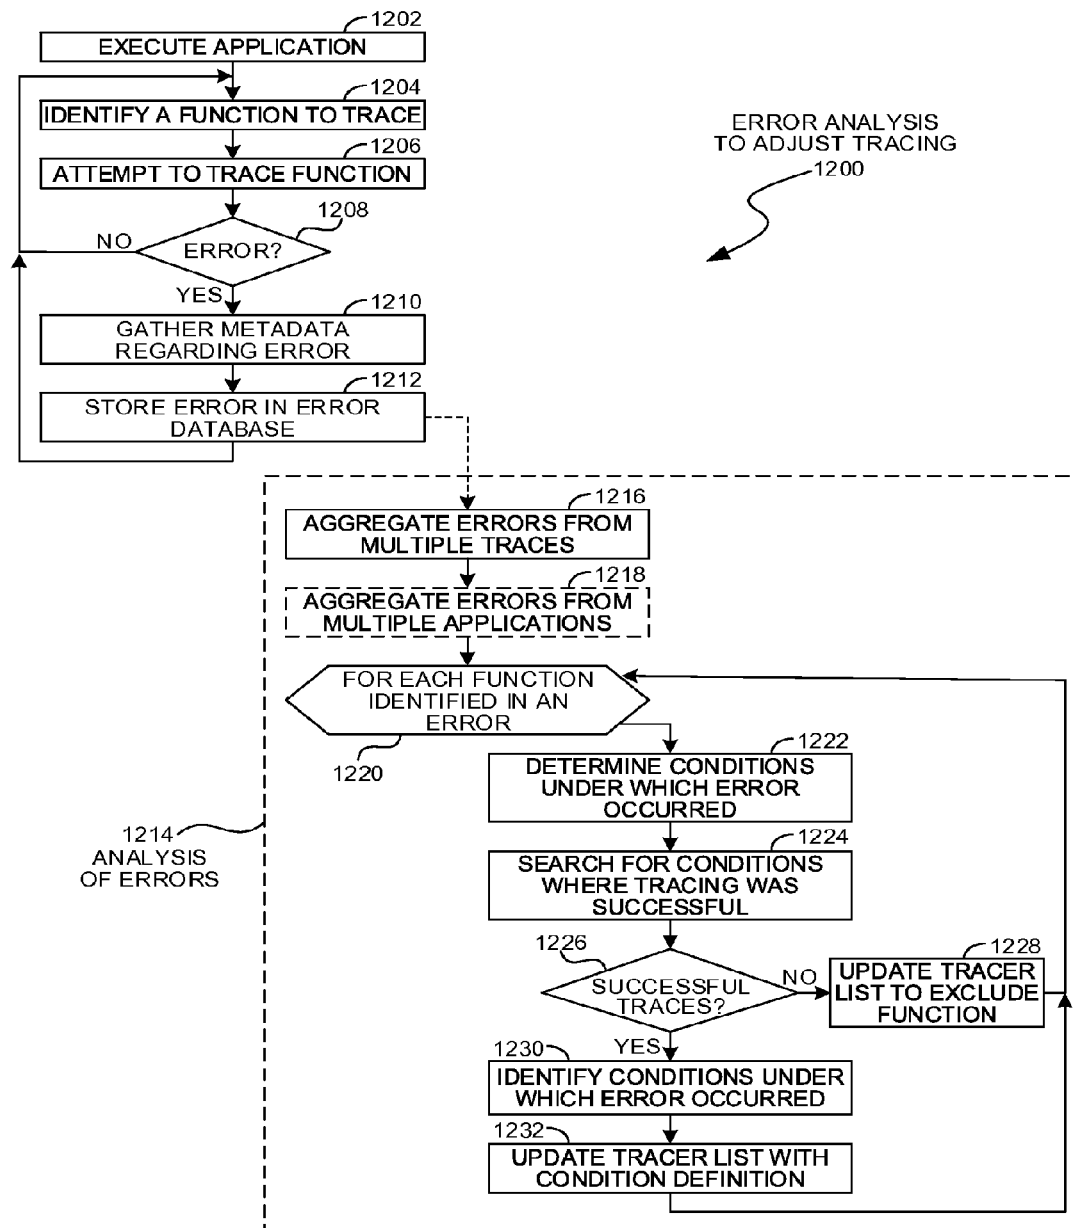 1202
EXECUTE APPLICATION
1204
IDENTIFY A FUNCTION TO TRACE
1206
ATTEMPT TO TRACE FUNCTION
1208
NO
ERROR?
YES
1210
GATHER METADATA
REGARDING ERROR
1212
STORE ERROR IN ERROR
DATABASE
ERROR ANALYSIS
TO ADJUST TRACING
1200
1216
AGGREGATE ERRORS FROM
MULTIPLE TRACES
1218
AGGREGATE ERRORS FROM
MULTIPLE APPLICATIONS
FOR EACH FUNCTION
IDENTIFIED IN AN
ERROR
1220
1222
DETERMINE CONDITIONS
UNDER WHICH ERROR
OCCURRED
1214
ANALYSIS
OF ERRORS
1224
SEARCH FOR CONDITIONS
WHERE TRACING WAS
SUCCESSFUL
1226
SUCCESSFUL
TRACES?
NO
1228
UPDATE TRACER
LIST TO EXCLUDE
FUNCTION
YES
1230
IDENTIFY CONDITIONS UNDER
WHICH ERROR OCCURRED
1232
UPDATE TRACER LIST WITH
CONDITION DEFINITION